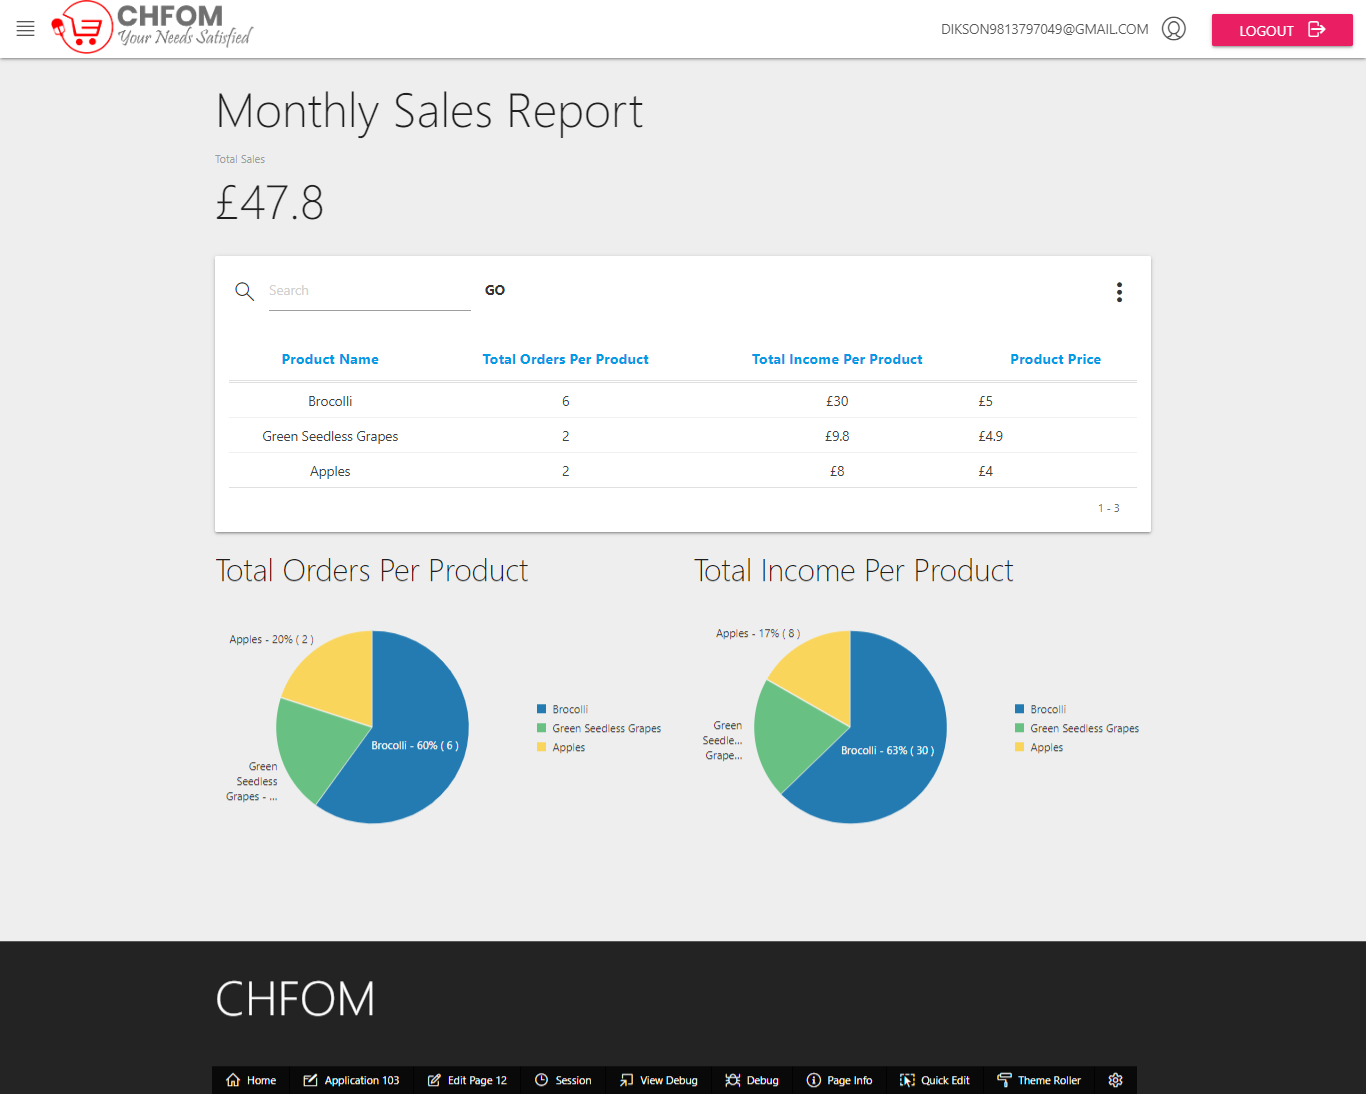 CHFOM
Your Needs Satisfied
DIKSON9813797049@GMAIL.COM
LOGOUT
Monthly Sales Report
Total Sales
£47.8
Search GO
Product Name Total Orders Per Product Total Income Per Product Product Price
Brocolli 6 £30 £5
Green Seedless Grapes 2 £9.8 £4.9
Apples 2 £8 £4
1 - 3
Total Orders Per Product
Apples - 20% ( 2 )
Brocolli - 60% ( 6 )
Green
Seedless
Grapes - ...
Brocolli
Green Seedless Grapes
Apples
Total Income Per Product
Apples - 17% ( 8 )
Green
Seedle...
Grape...
Brocolli - 63% ( 30 )
Brocolli
Green Seedless Grapes
Apples
CHFOM
Home Application 103 Edit Page 12 Session View Debug Debug Page Info Quick Edit Theme Roller